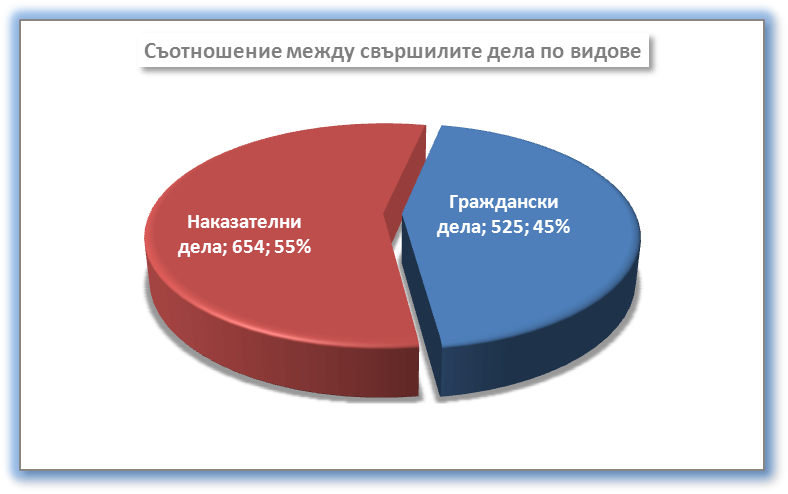 Съотношение между свършилите дела по видове
Наказателни
дела; 654; 55%
Граждански
дела; 525; 45%